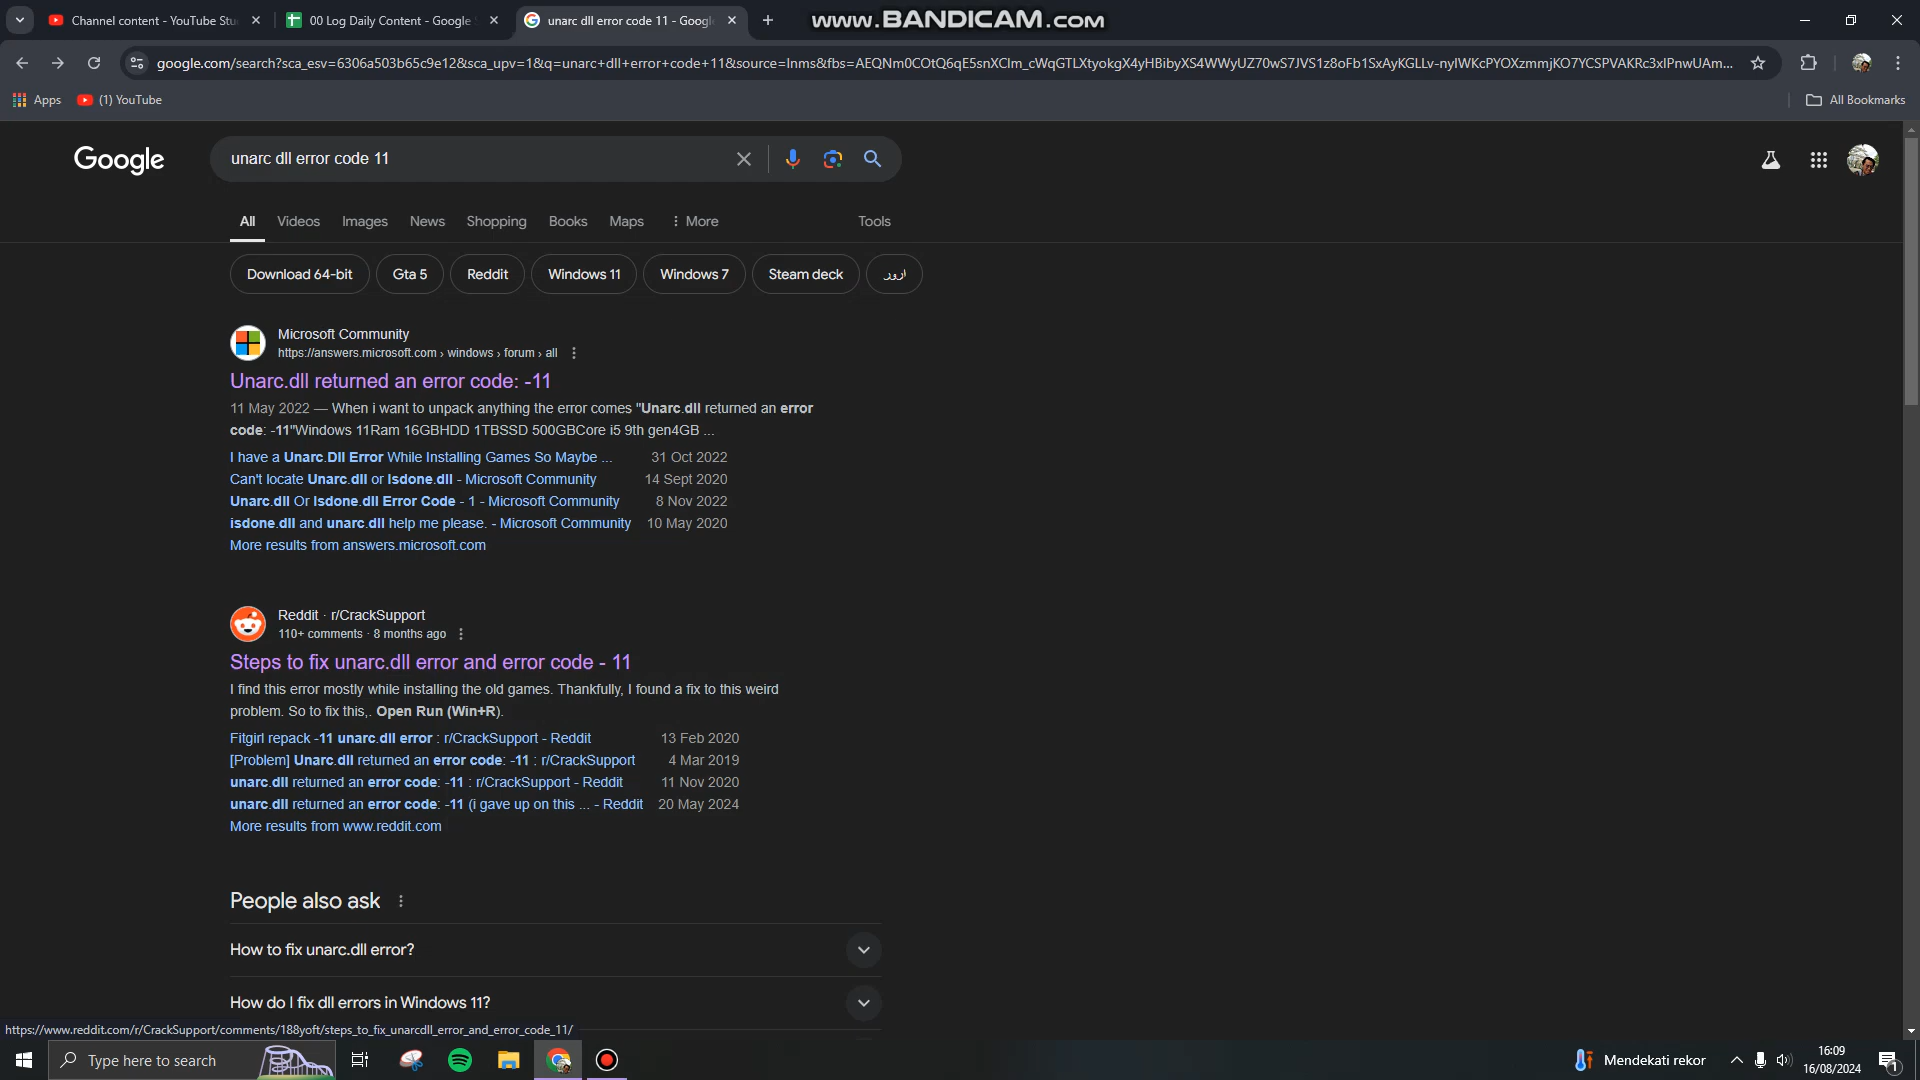 Channel content - YouTube Stu
00 Log Daily Content - Google S
unarc dll error code 11 - Google
www.BANDICAM.com
google.com/search?sca_esv=6306a503b65c9e12&sca_upv=1&q=unarc+dll+error+code+11&source=lnms&fbs=AEQNm0COtQ6qE5snXClm_cWqGTLXtyokgX4yHBibyXS4WWyUZ70wS7JVS1z8oFb1SxAyKGLLv-nyIWKcPYOXzmmjKO7YCSPVAKRc3xlPnwUAm...
Apps
(1) YouTube
All Bookmarks
Google
unarc dll error code 11
All
Videos
Images
News
Shopping
Books
Maps
More
Tools
Download 64-bit
Gta 5
Reddit
Windows 11
Windows 7
Steam deck
ارور
Microsoft Community
https://answers.microsoft.com › windows › forum › all
Unarc.dll returned an error code: -11
11 May 2022 — When i want to unpack anything the error comes "Unarc.dll returned an error
code: -11"Windows 11Ram 16GBHDD 1TBSSD 500GBCore i5 9th gen4GB ...
I have a Unarc.Dll Error While Installing Games So Maybe ... 31 Oct 2022
Can't locate Unarc.dll or Isdone.dll - Microsoft Community 14 Sept 2020
Unarc.dll Or Isdone.dll Error Code - 1 - Microsoft Community 8 Nov 2022
isdone.dll and unarc.dll help me please. - Microsoft Community 10 May 2020
More results from answers.microsoft.com
Reddit · r/CrackSupport
110+ comments · 8 months ago
Steps to fix unarc.dll error and error code - 11
I find this error mostly while installing the old games. Thankfully, I found a fix to this weird
problem. So to fix this,. Open Run (Win+R).
Fitgirl repack -11 unarc.dll error : r/CrackSupport - Reddit 13 Feb 2020
[Problem] Unarc.dll returned an error code: -11 : r/CrackSupport 4 Mar 2019
unarc.dll returned an error code: -11 : r/CrackSupport - Reddit 11 Nov 2020
unarc.dll returned an error code: -11 (i gave up on this ... - Reddit 20 May 2024
More results from www.reddit.com
People also ask
How to fix unarc.dll error?
How do I fix dll errors in Windows 11?
https://www.reddit.com/r/CrackSupport/comments/188yoft/steps_to_fix_unarcdll_error_and_error_code_11/
Type here to search
Mendekati rekor
16:09
16/08/2024
1